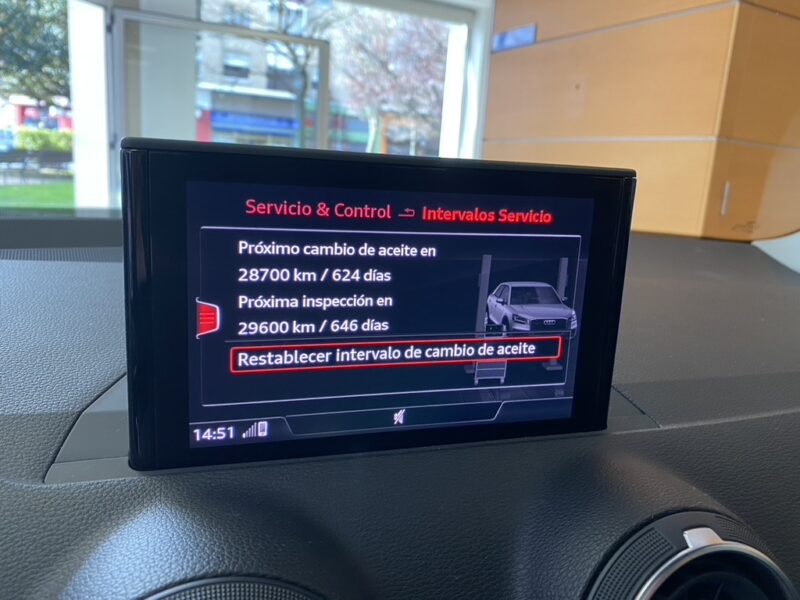 Servicio & Control Intervalos Servicio
Próximo cambio de aceite en
28700 km / 624 días
Próxima inspección en
29600 km / 646 días
Restablecer intervalo de cambio de aceite
14:51